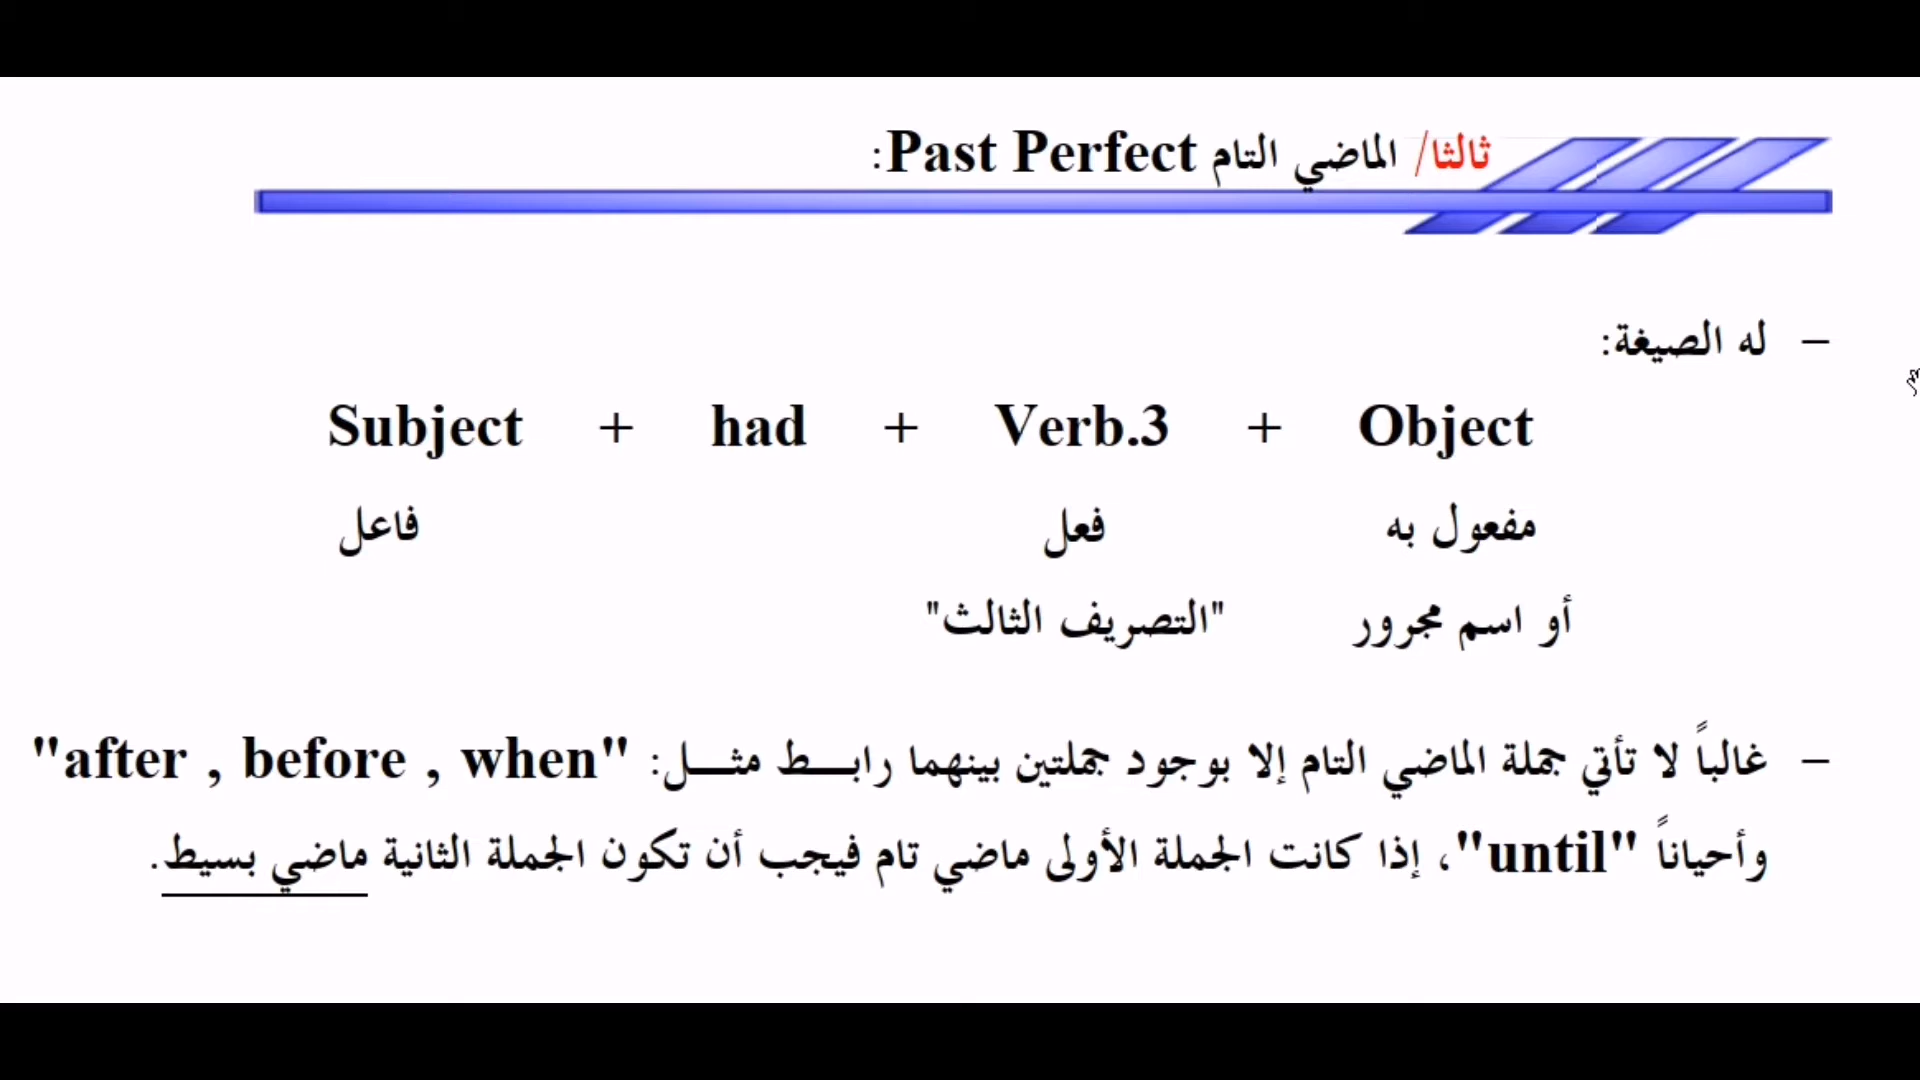 ثالثا/ الماضي التام Past Perfect:
– له الصيغة:
Subject + had + Verb.3 + Object
فاعل فعل مفعول به
"التصريف الثالث" أو اسم مجرور
– غالباً لا تأتي جملة الماضي التام إلا بوجود جملتين بينهما رابــط مثــل: "after , before , when"
وأحياناً "until"، إذا كانت الجملة الأولى ماضي تام فيجب أن تكون الجملة الثانية ماضي بسيط.